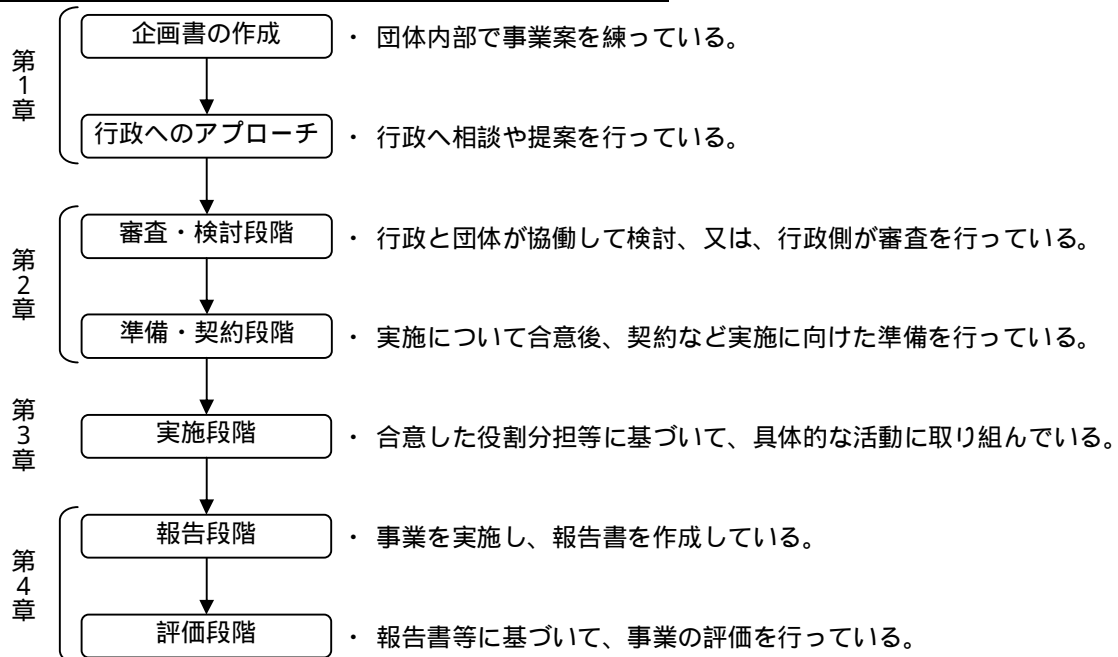 第1章
企画書の作成
・ 団体内部で事業案を練っている。
行政へのアプローチ
・ 行政へ相談や提案を行っている。
第2章
審査・検討段階
・ 行政と団体が協働して検討、又は、行政側が審査を行っている。
準備・契約段階
・ 実施について合意後、契約など実施に向けた準備を行っている。
第3章
実施段階
・ 合意した役割分担等に基づいて、具体的な活動に取り組んでいる。
第4章
報告段階
・ 事業を実施し、報告書を作成している。
評価段階
・ 報告書等に基づいて、事業の評価を行っている。